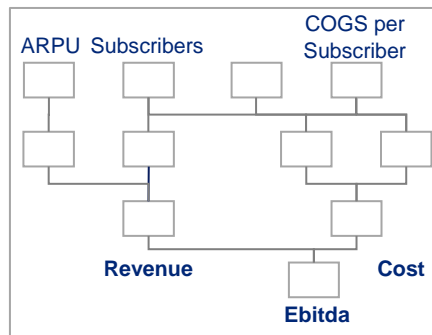 ARPU Subscribers
COGS per
Subscriber
Revenue
Cost
Ebitda